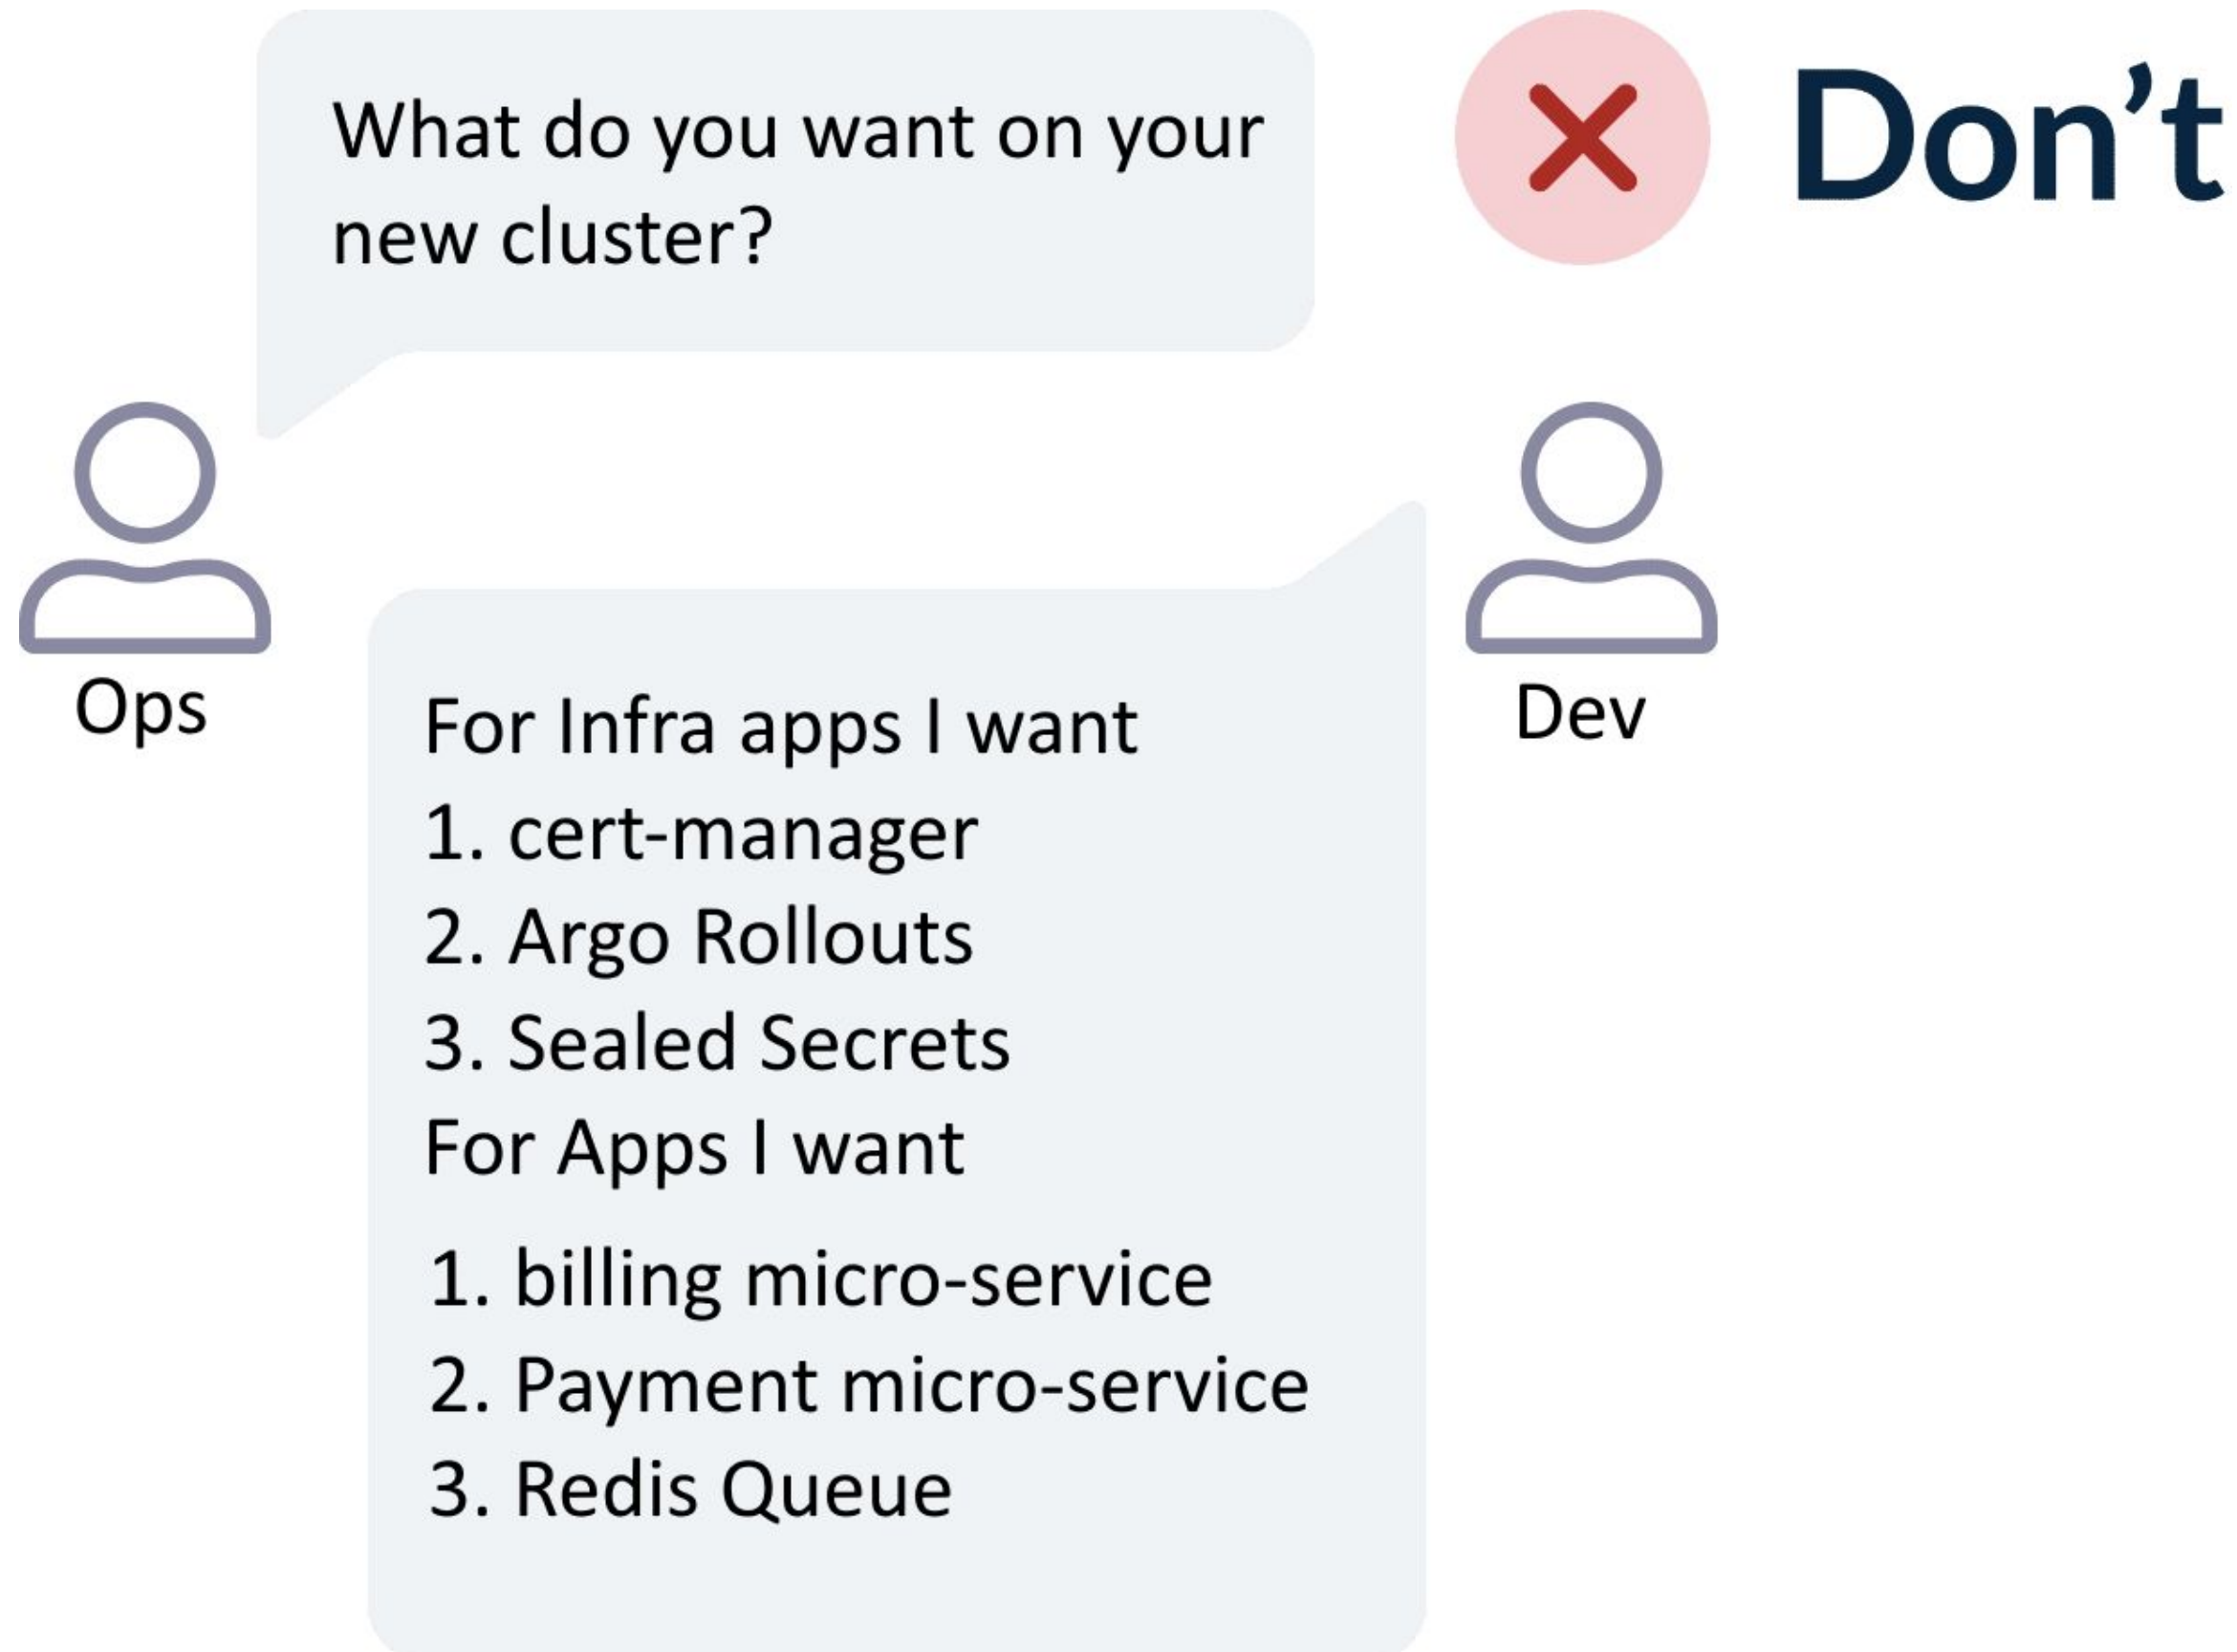 What do you want on your
new cluster?
Don’t
Ops
Dev
For Infra apps I want
1. cert-manager
2. Argo Rollouts
3. Sealed Secrets
For Apps I want
1. billing micro-service
2. Payment micro-service
3. Redis Queue